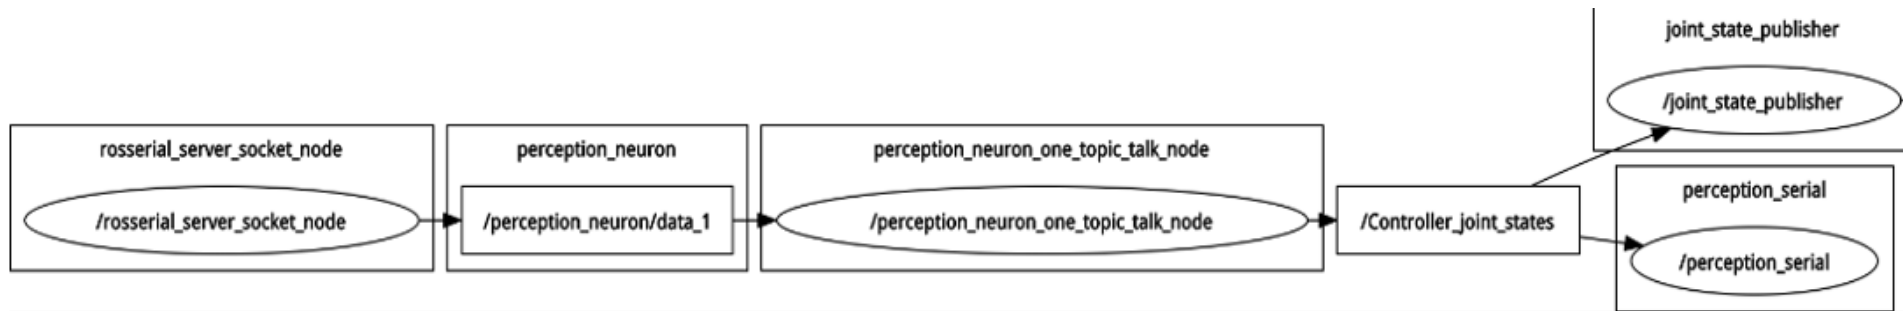 rosserial_server_socket_node
/rosserial_server_socket_node
perception_neuron
/perception_neuron/data_1
perception_neuron_one_topic_talk_node
/perception_neuron_one_topic_talk_node
/Controller_joint_states
joint_state_publisher
/joint_state_publisher
perception_serial
/perception_serial